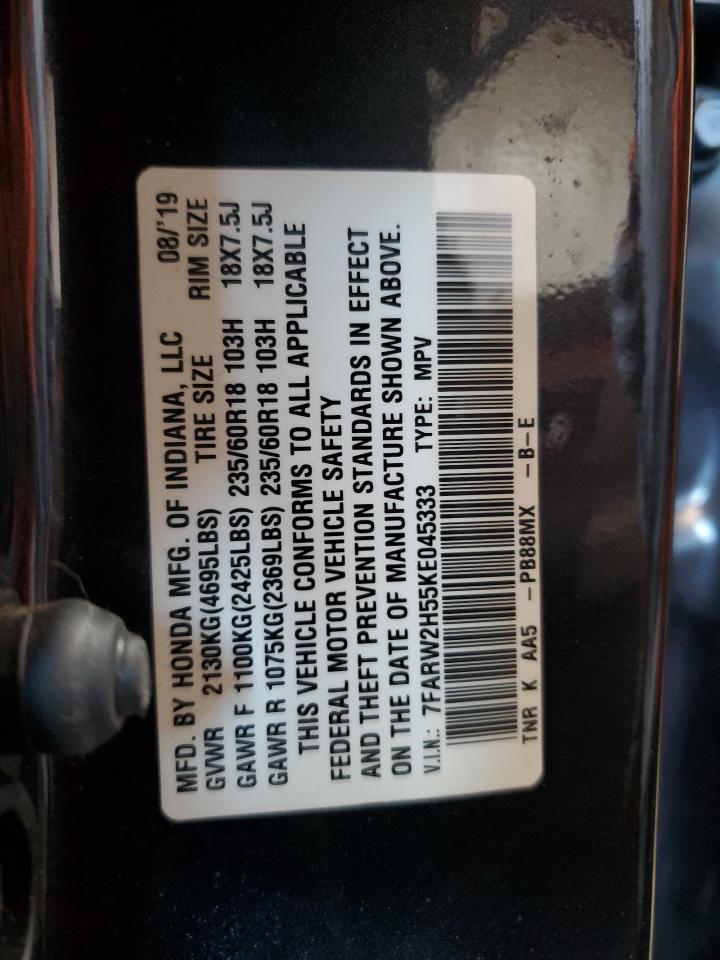 MFD. BY HONDA MFG. OF INDIANA, LLC 08/'19
GVWR 2130KG(4695LBS) TIRE SIZE RIM SIZE
GAWR F 1100KG(2425LBS) 235/60R18 103H 18X7.5J
GAWR R 1075KG(2369LBS) 235/60R18 103H 18X7.5J
THIS VEHICLE CONFORMS TO ALL APPLICABLE
FEDERAL MOTOR VEHICLE SAFETY
AND THEFT PREVENTION STANDARDS IN EFFECT
ON THE DATE OF MANUFACTURE SHOWN ABOVE.
V.I.N.: 7FARW2H55KE045333 TYPE: MPV
TNR K AA5 -PB88MX -B-E